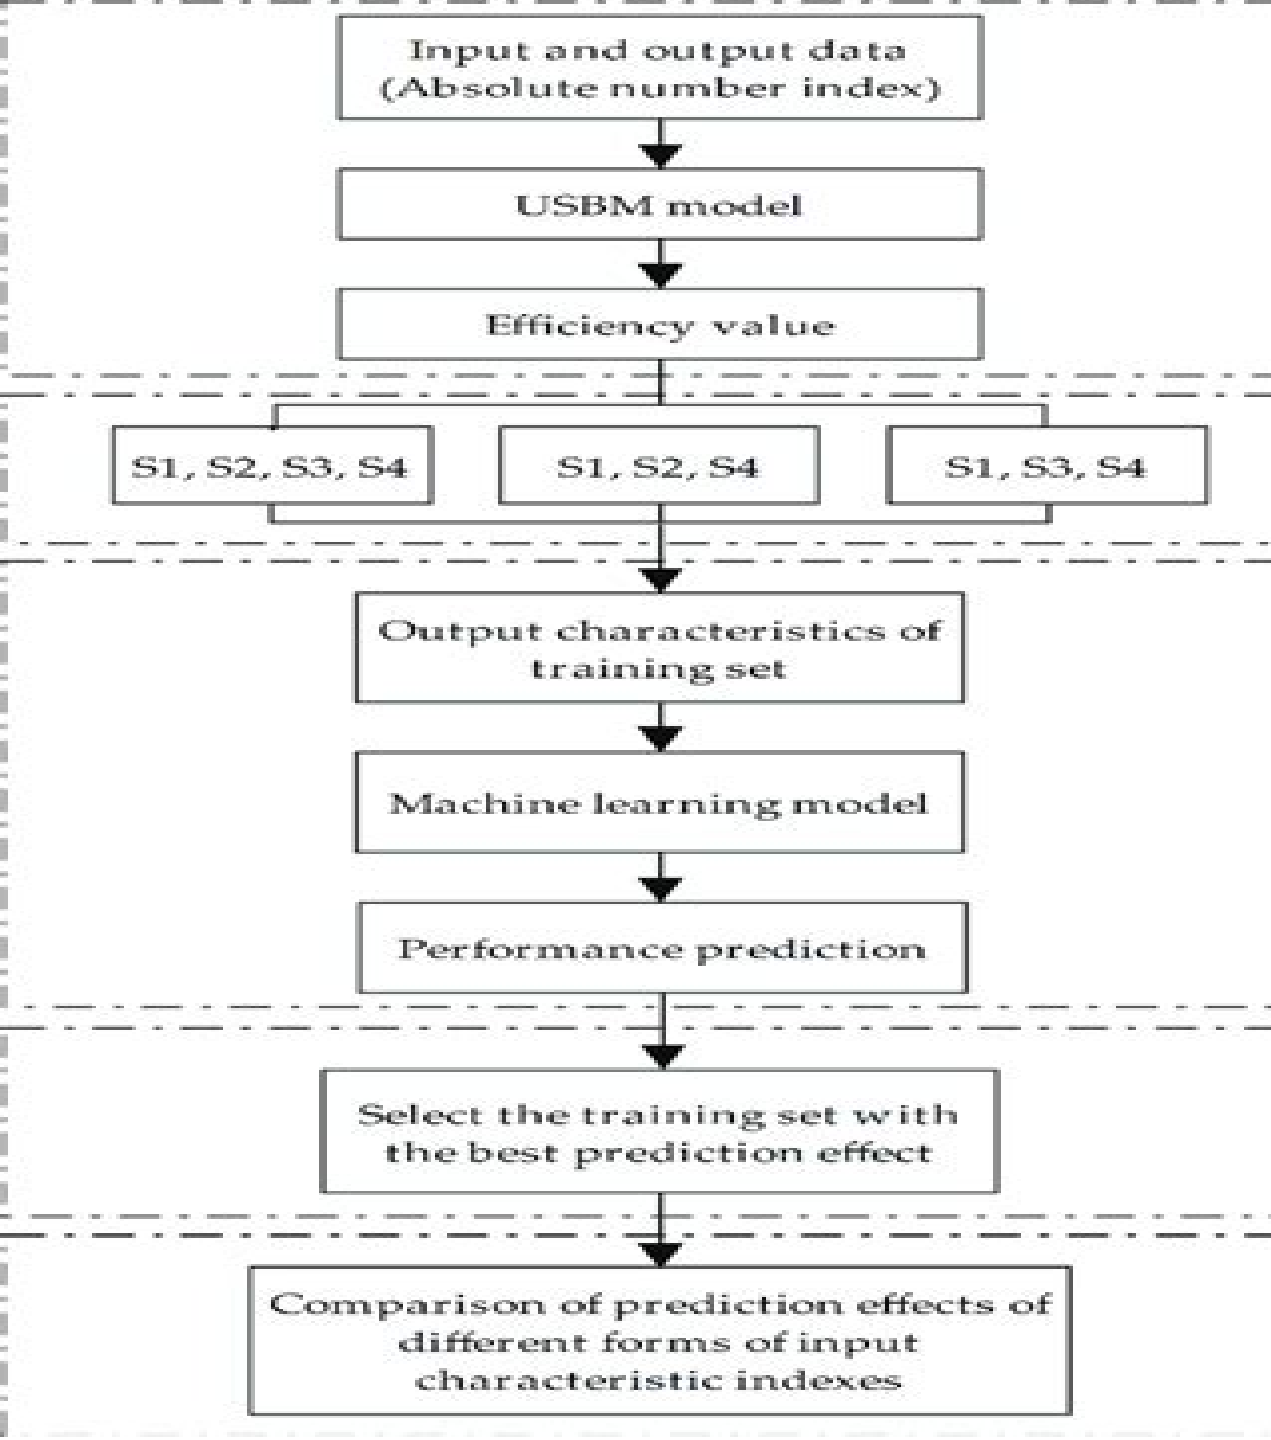 Input and output data
(Absolute number index)
USBM model
Efficiency value
S1, S2, S3, S4
S1, S2, S4
S1, S3, S4
Output characteristics of
training set
Machine learning model
Performance prediction
Select the training set with
the best prediction effect
Comparison of prediction effects of
different forms of input
characteristic indexes